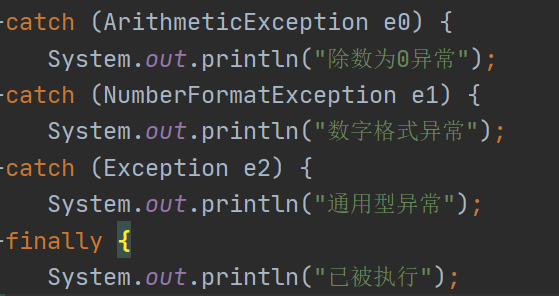 catch (ArithmeticException e0) {
System.out.println("除数为0异常");
catch (NumberFormatException e1) {
System.out.println("数字格式异常");
catch (Exception e2) {
System.out.println("通用型异常");
finally {
System.out.println("已被执行");